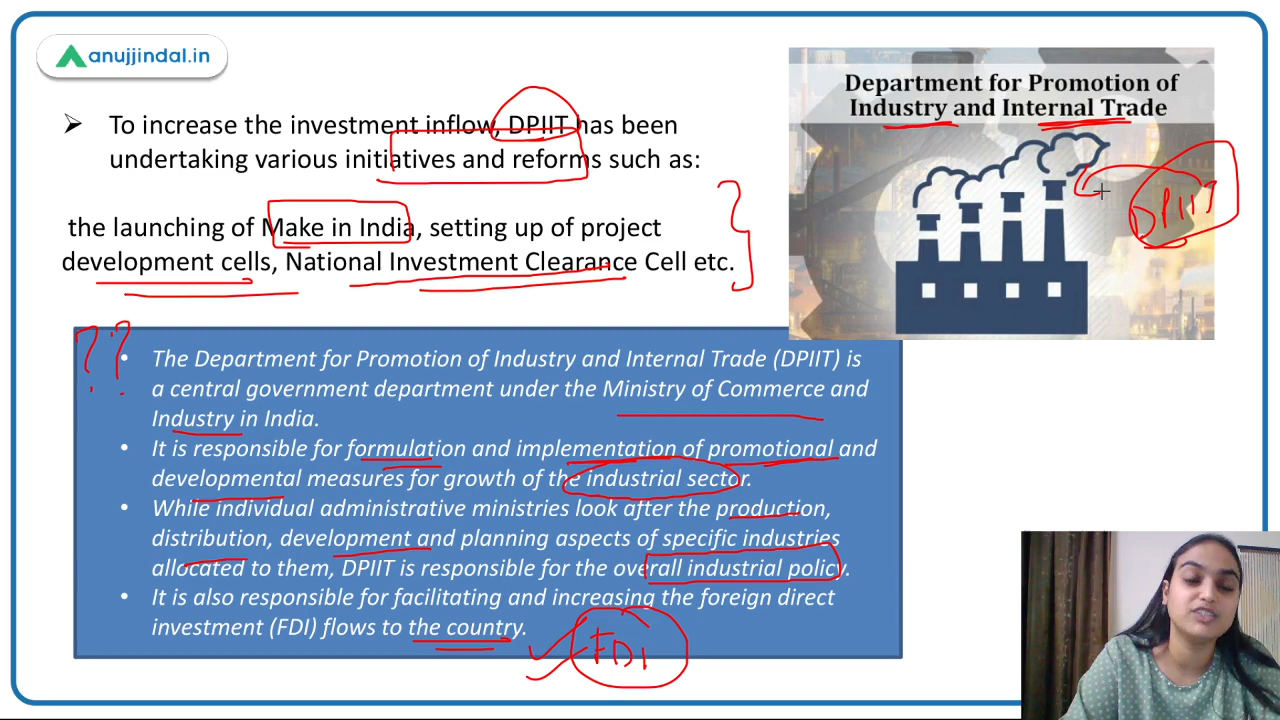 anujjindal.in
➢ To increase the investment inflow, DPIIT has been
undertaking various initiatives and reforms such as:
the launching of Make in India, setting up of project
development cells, National Investment Clearance Cell etc.
Department for Promotion of
Industry and Internal Trade
DPIIT
??
• The Department for Promotion of Industry and Internal Trade (DPIIT) is
a central government department under the Ministry of Commerce and
Industry in India.
• It is responsible for formulation and implementation of promotional and
developmental measures for growth of the industrial sector.
• While individual administrative ministries look after the production,
distribution, development and planning aspects of specific industries
allocated to them, DPIIT is responsible for the overall industrial policy.
• It is also responsible for facilitating and increasing the foreign direct
investment (FDI) flows to the country.
FDI